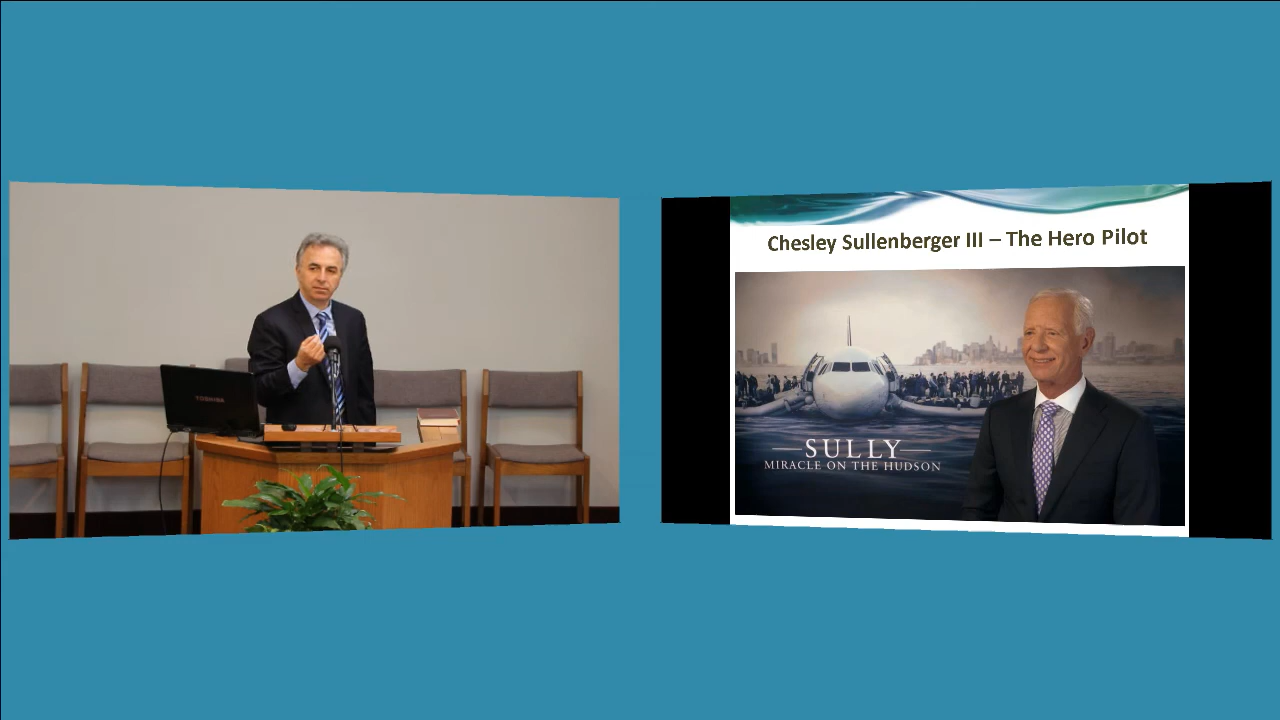 TOSHIBA
Chesley Sullenberger III – The Hero Pilot
SULLY
MIRACLE ON THE HUDSON